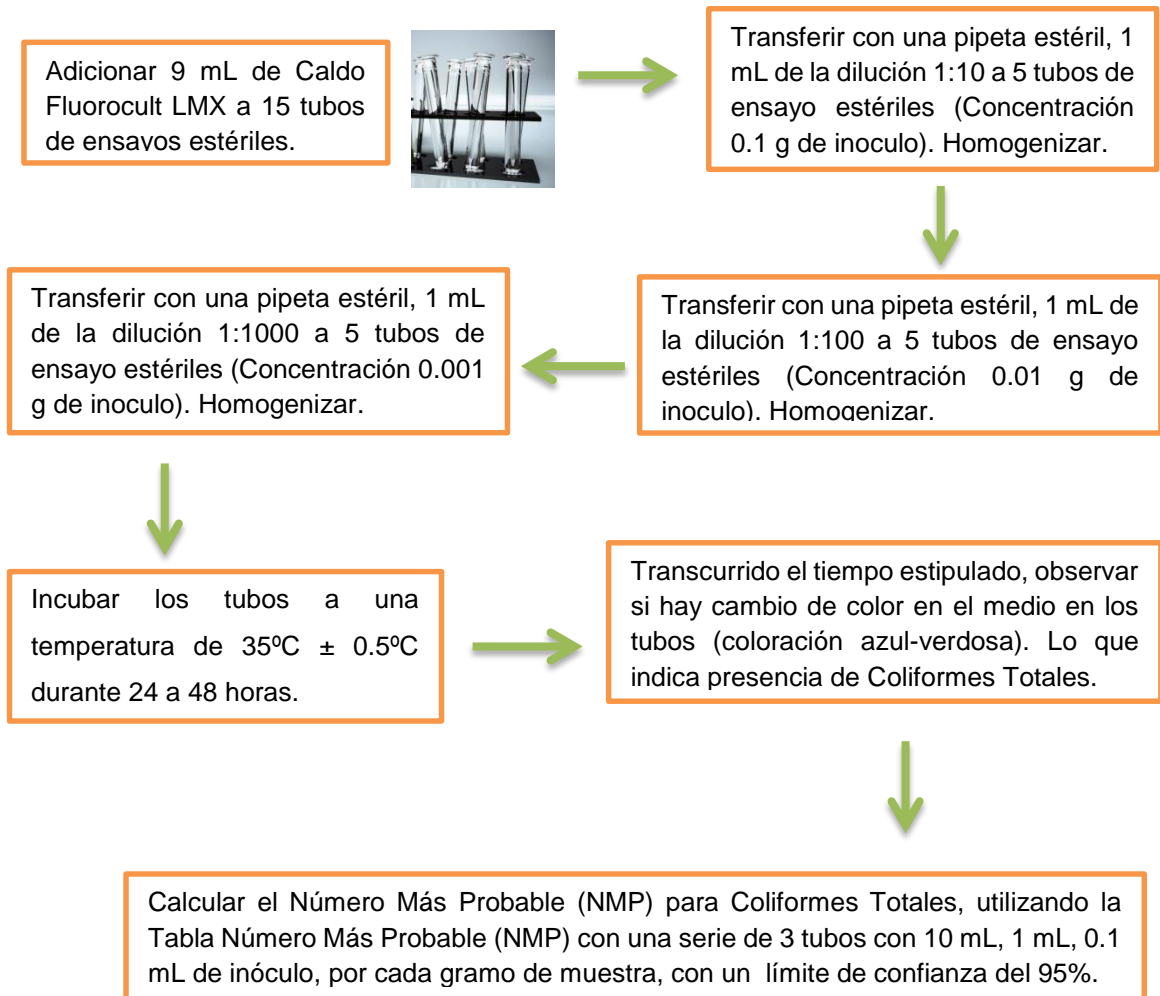 Adicionar 9 mL de Caldo
Fluorocult LMX a 15 tubos
de ensayos estériles.
Transferir con una pipeta estéril, 1
mL de la dilución 1:10 a 5 tubos de
ensayo estériles (Concentración
0.1 g de inoculo). Homogenizar.
Transferir con una pipeta estéril, 1 mL de
la dilución 1:100 a 5 tubos de ensayo
estériles (Concentración 0.01 g de
inoculo). Homogenizar.
Transferir con una pipeta estéril, 1 mL
de la dilución 1:1000 a 5 tubos de
ensayo estériles (Concentración 0.001
g de inoculo). Homogenizar.
Incubar los tubos a una
temperatura de 35ºC ± 0.5ºC
durante 24 a 48 horas.
Transcurrido el tiempo estipulado, observar
si hay cambio de color en el medio en los
tubos (coloración azul-verdosa). Lo que
indica presencia de Coliformes Totales.
Calcular el Número Más Probable (NMP) para Coliformes Totales, utilizando la
Tabla Número Más Probable (NMP) con una serie de 3 tubos con 10 mL, 1 mL, 0.1
mL de inóculo, por cada gramo de muestra, con un límite de confianza del 95%.